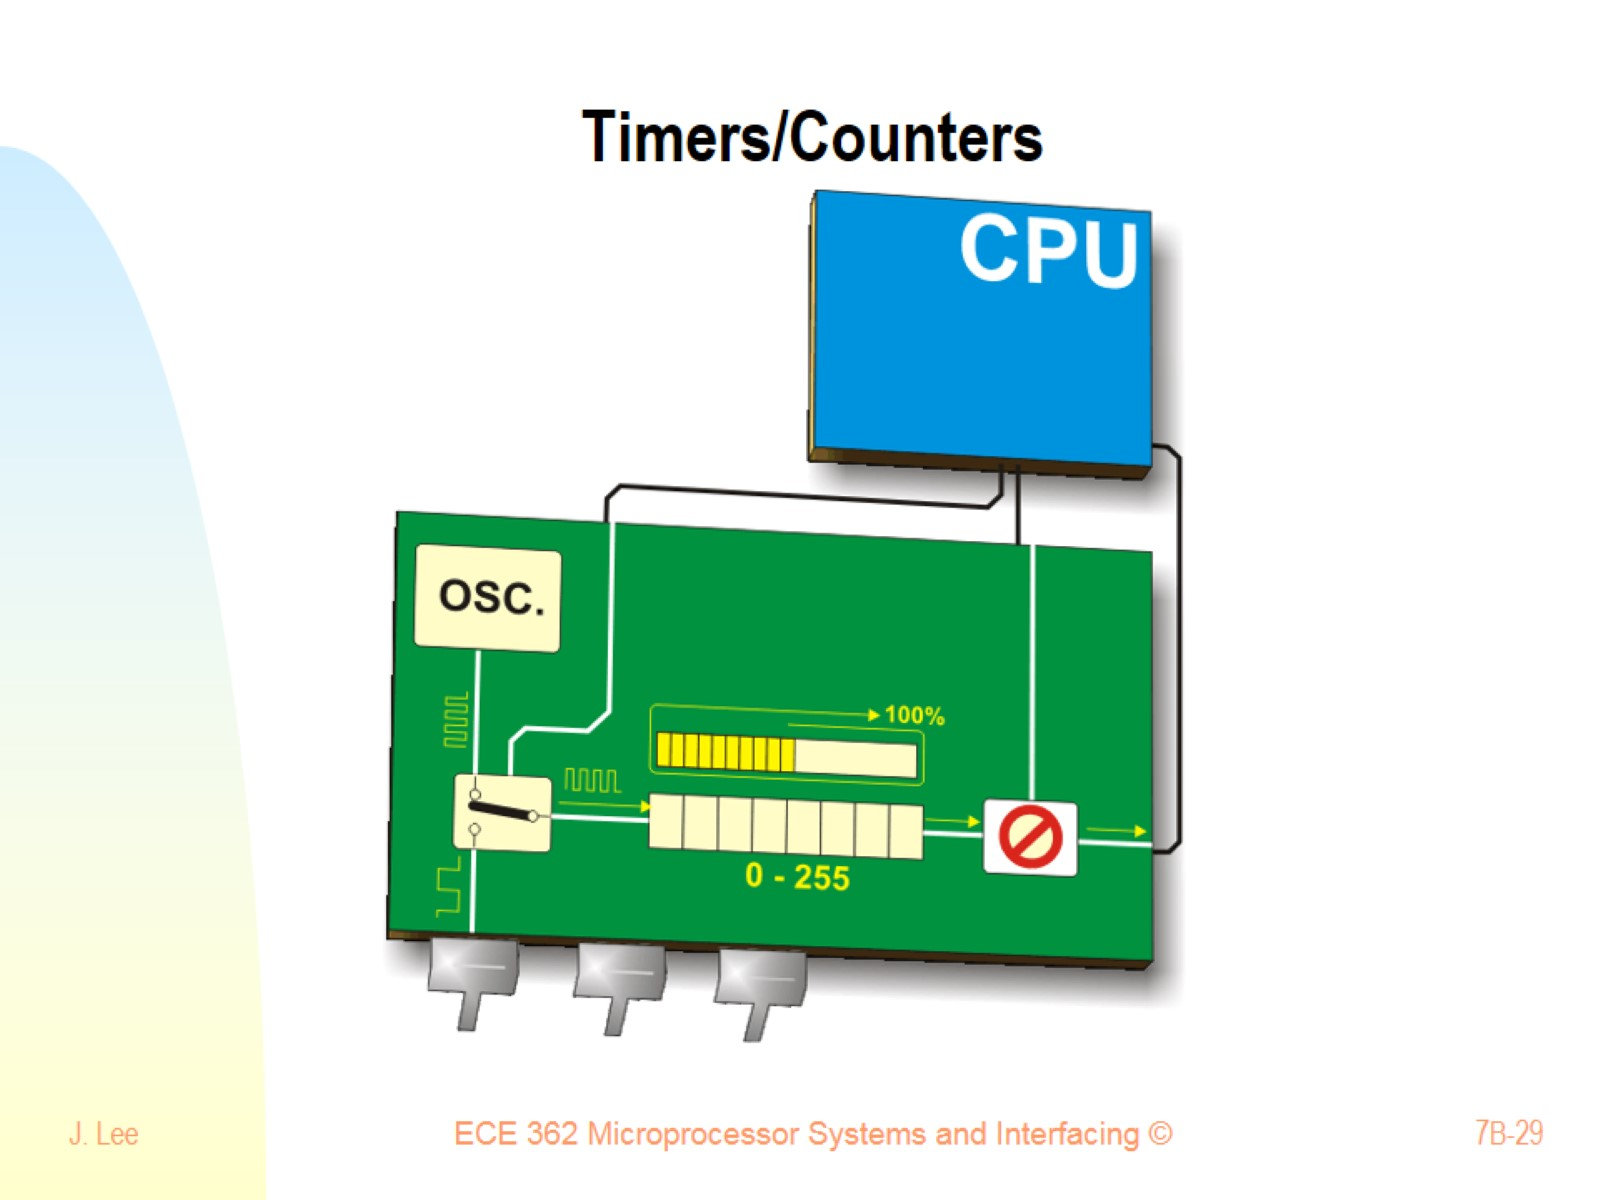 Timers/Counters
CPU
OSC.
100%
0 - 255
J. Lee
ECE 362 Microprocessor Systems and Interfacing ©
7B-29